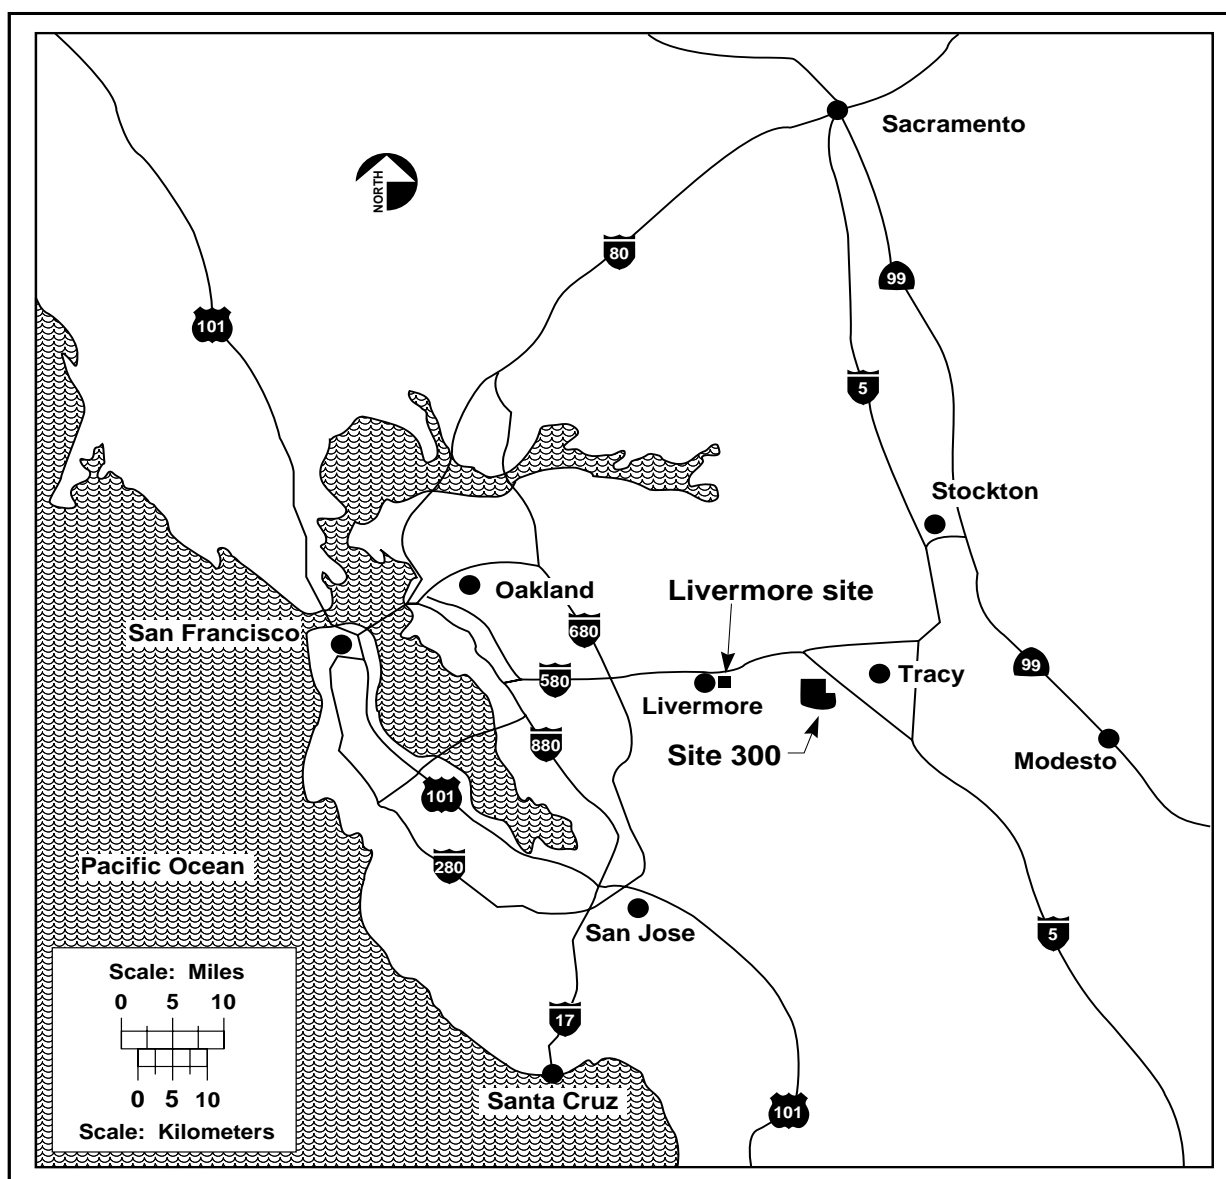 Sacramento
NORTH
80
99
101
5
Stockton
Oakland
Livermore site
San Francisco
680
99
580
Tracy
Livermore
880
Site 300
Modesto
101
Pacific Ocean
280
San Jose
5
Scale: Miles
0 5 10
17
0 5 10
Santa Cruz
101
Scale: Kilometers